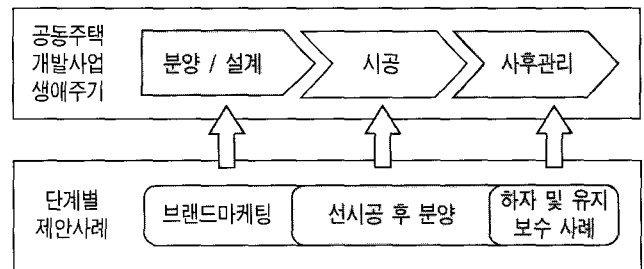 공동주택
개발사업
생애주기
분양 / 설계
시공
사후관리
단계별
제안사례
브랜드마케팅
선시공 후 분양
하자 및 유지
보수 사례